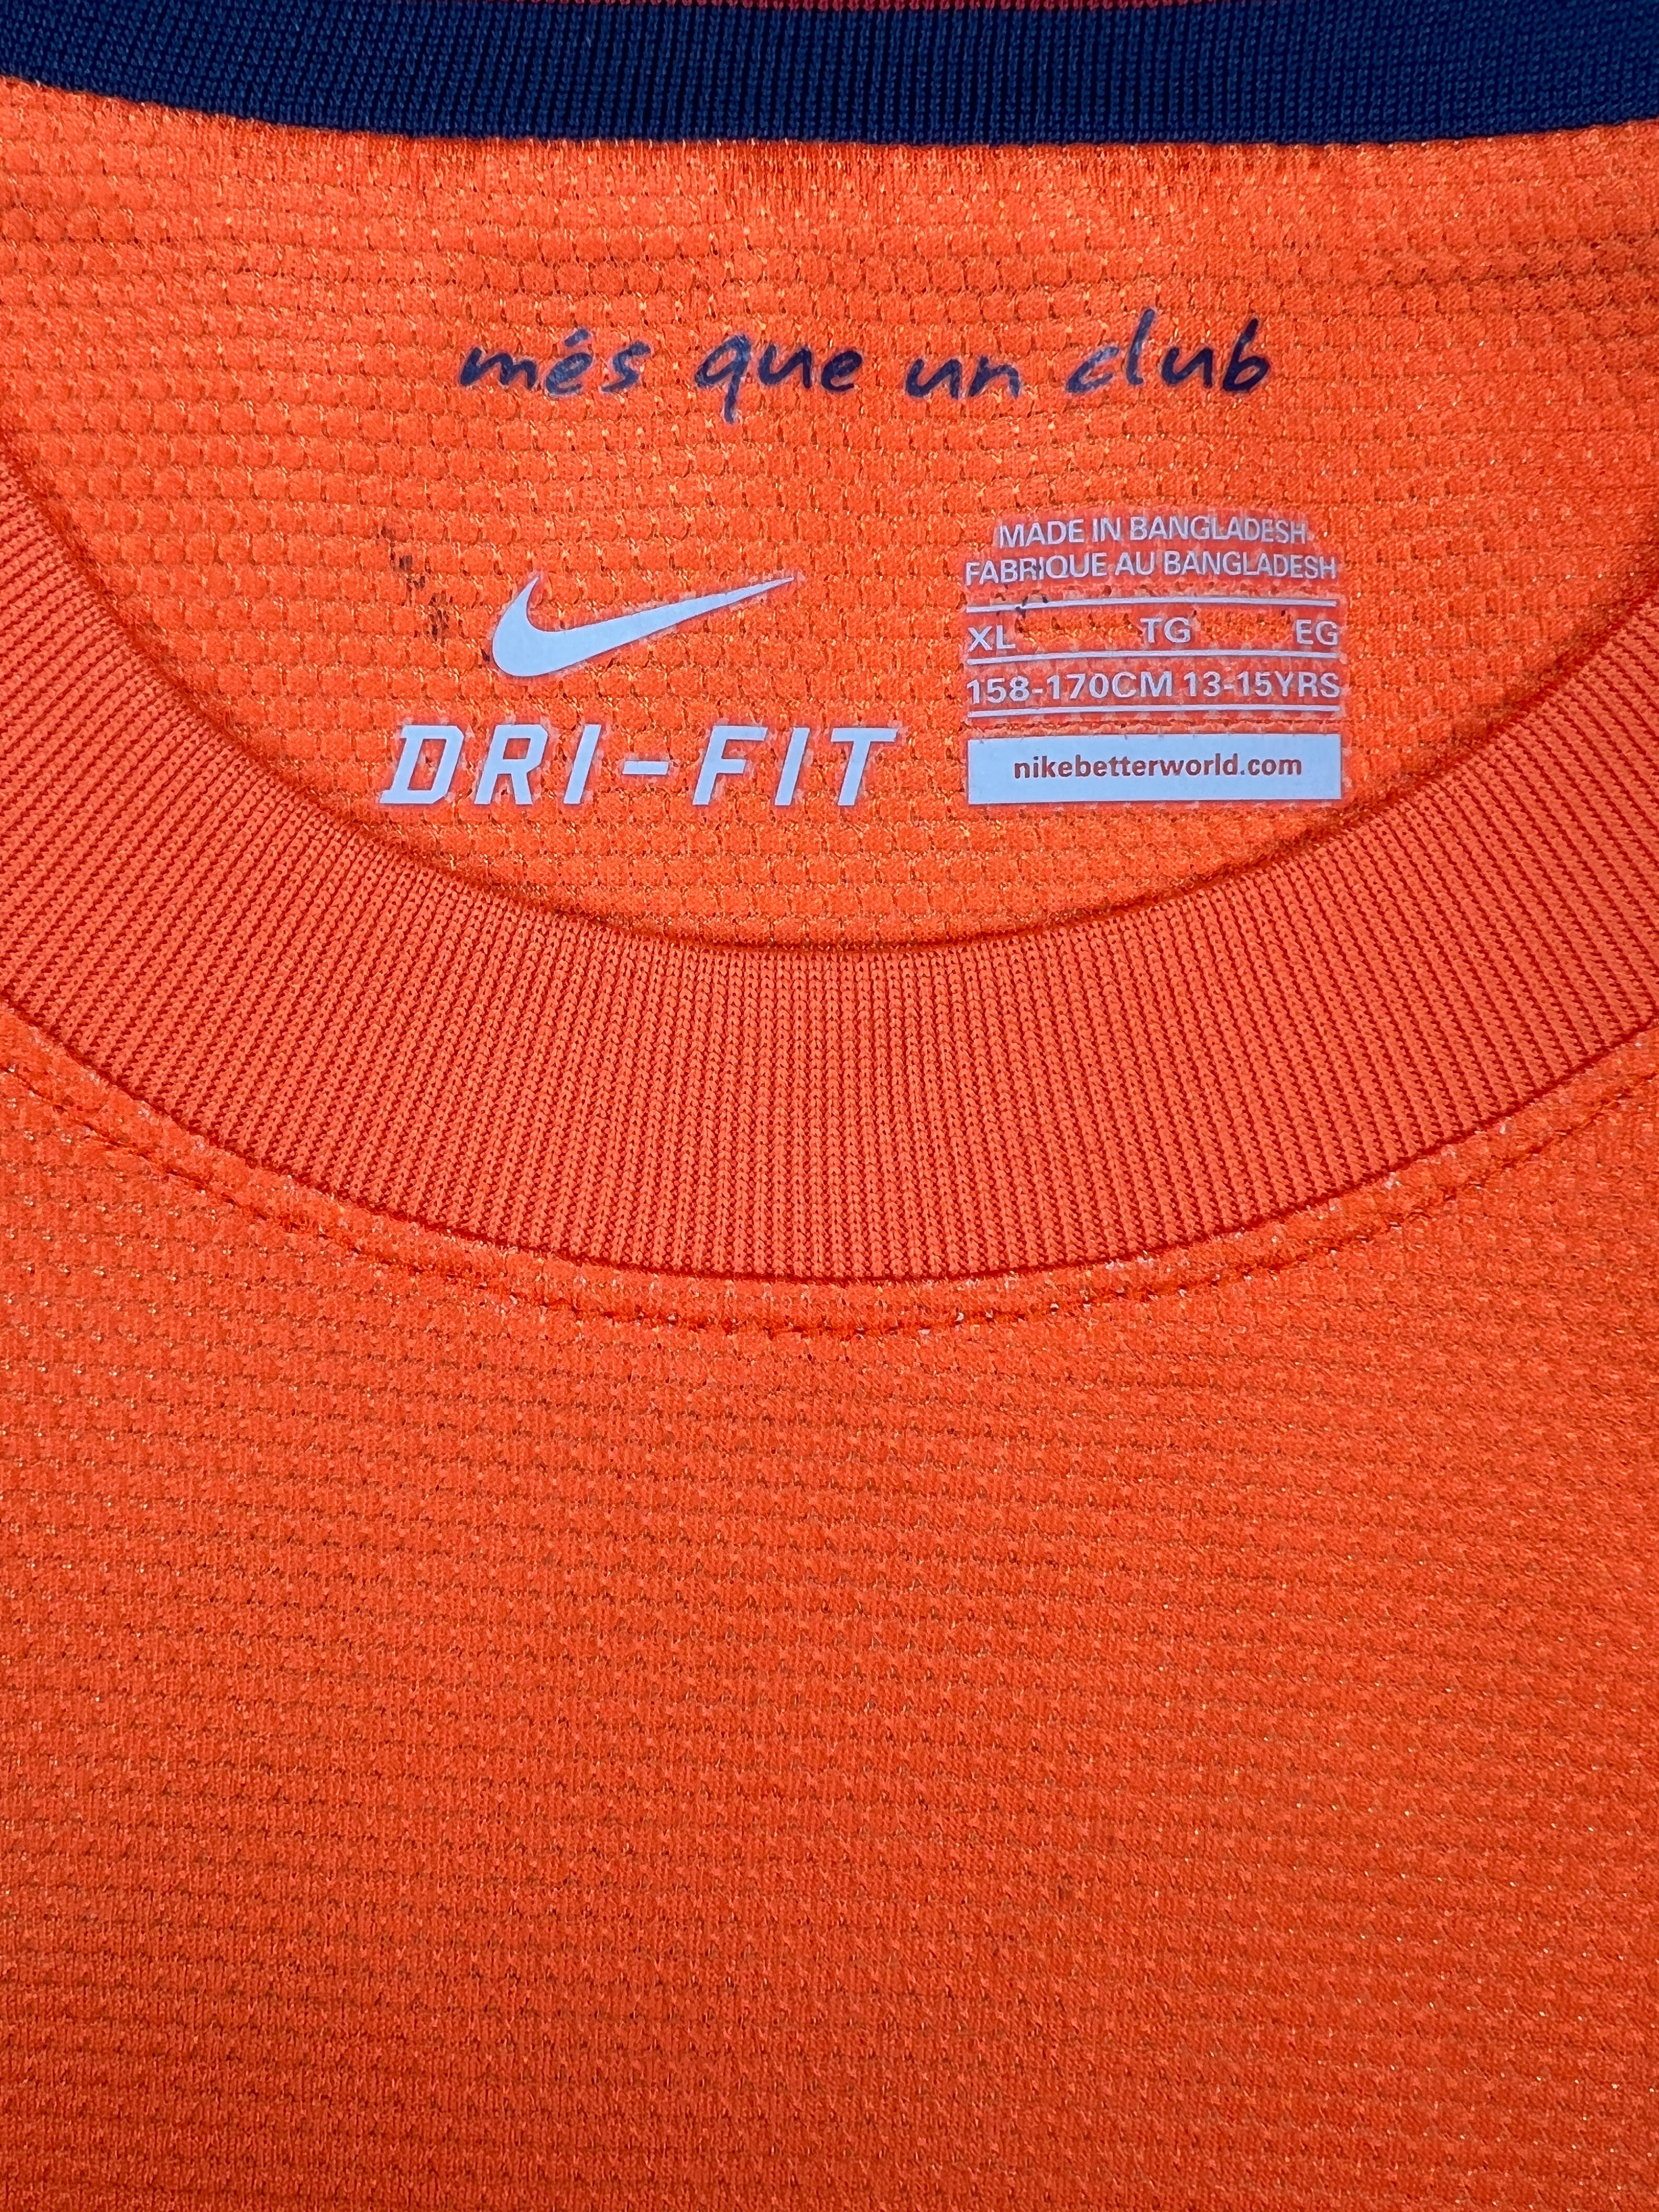 més que un club
MADE IN BANGLADESH
FABRIQUE AU BANGLADESH
XL TG EG
158-170CM 13-15YRS
DRI-FIT
nikebetterworld.com